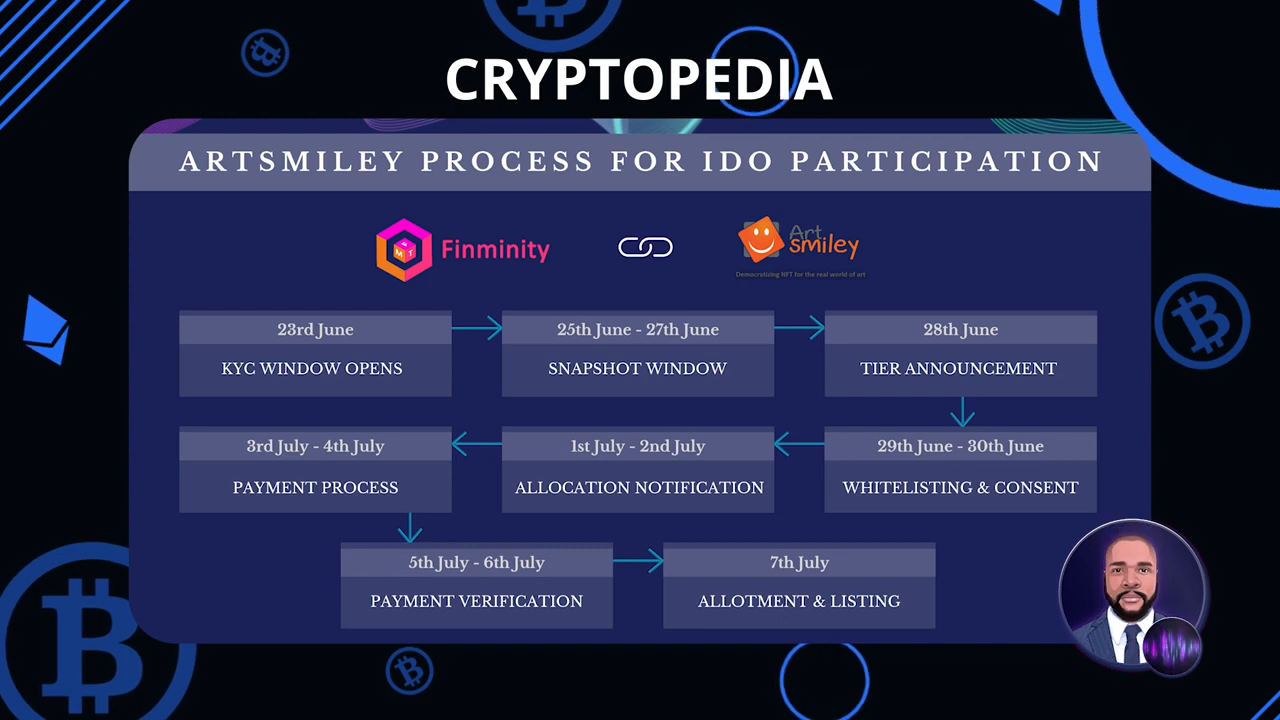 CRYPTOPEDIA
ARTSMILEY PROCESS FOR IDO PARTICIPATION
Finminity
Art
smiley
Democratizing NFT for the real world of art
23rd June
KYC WINDOW OPENS
25th June - 27th June
SNAPSHOT WINDOW
28th June
TIER ANNOUNCEMENT
29th June - 30th June
WHITELISTING & CONSENT
1st July - 2nd July
ALLOCATION NOTIFICATION
3rd July - 4th July
PAYMENT PROCESS
5th July - 6th July
PAYMENT VERIFICATION
7th July
ALLOTMENT & LISTING